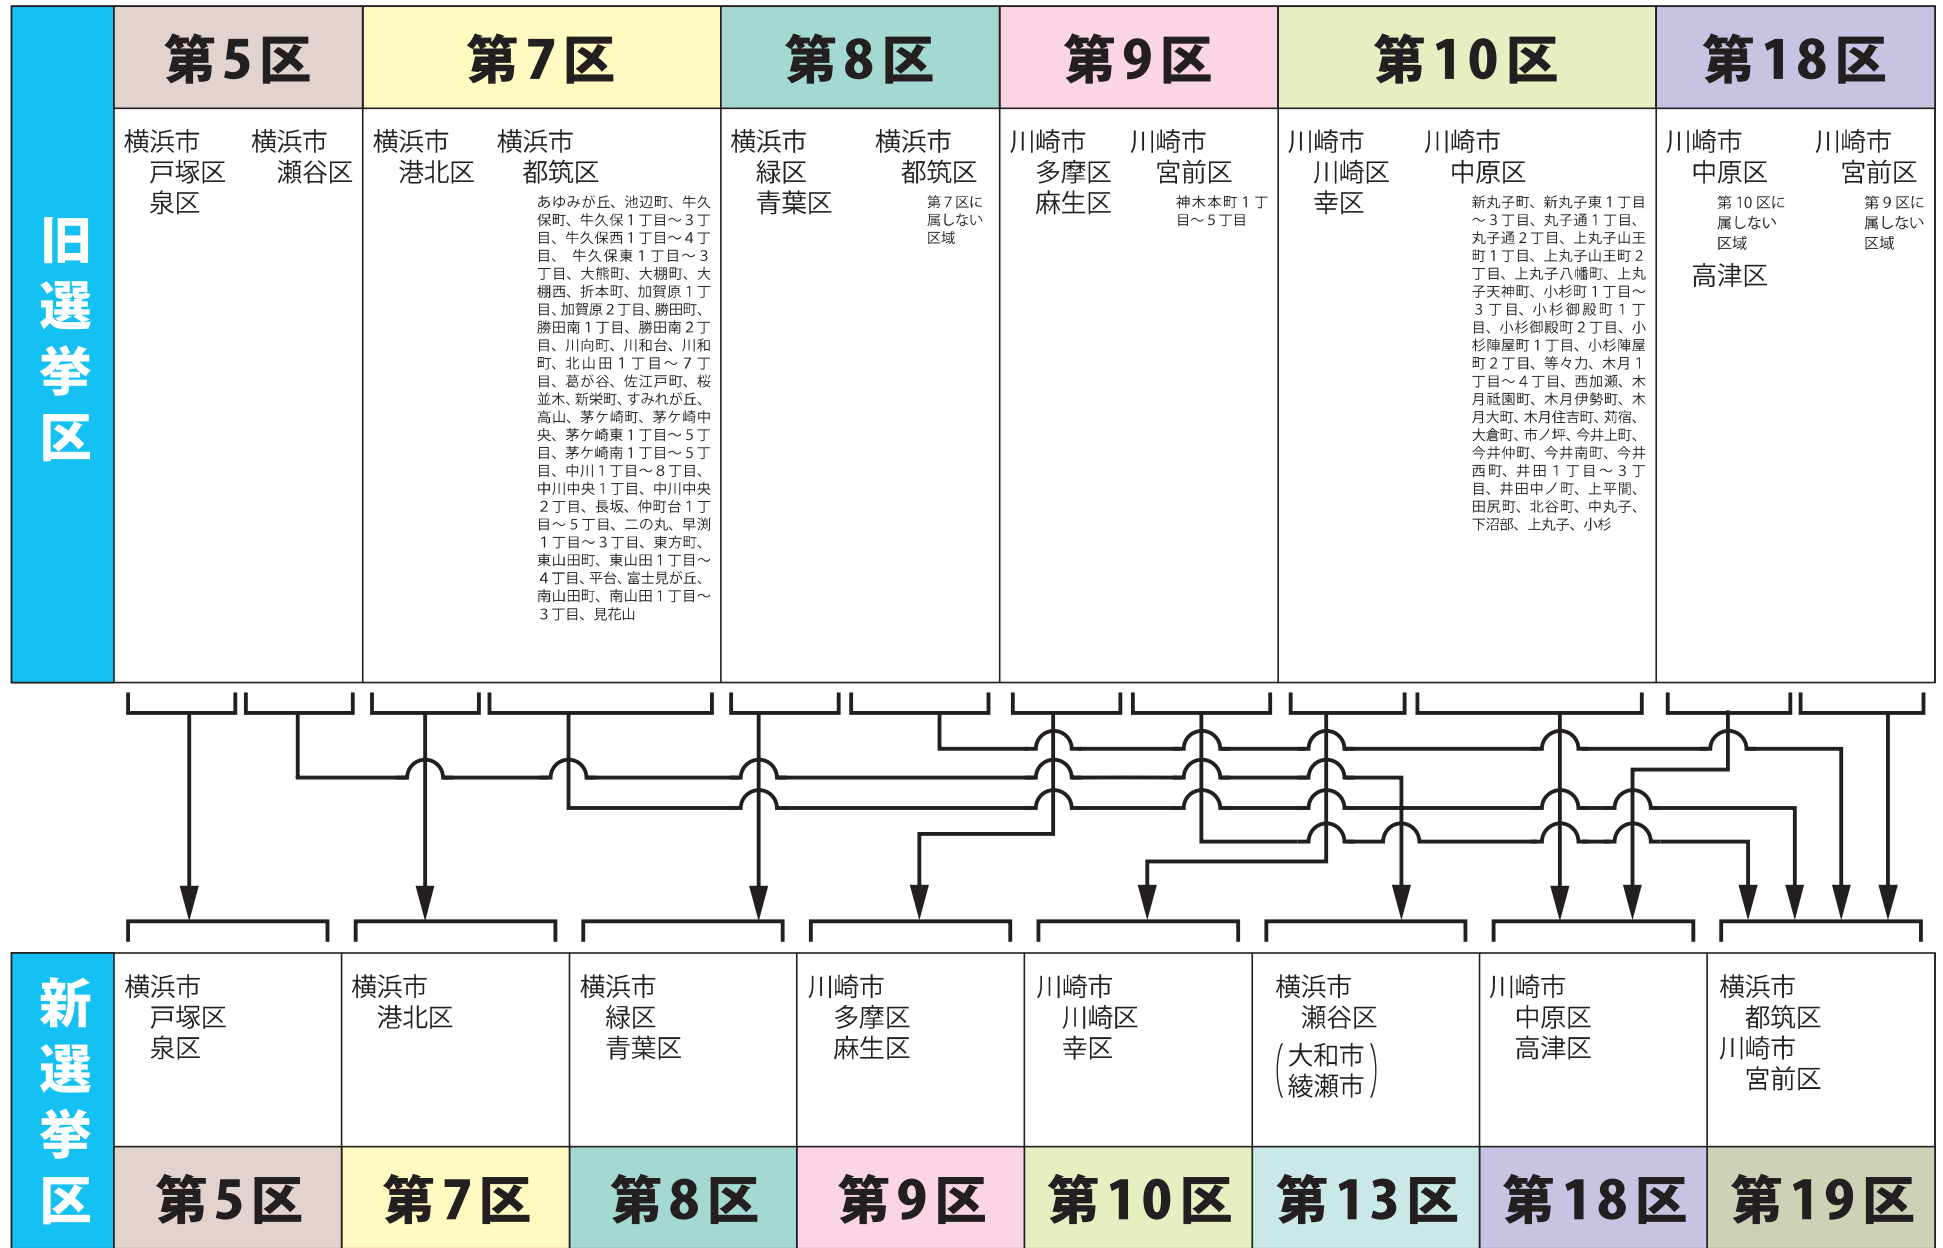 旧選挙区
第5区
横浜市
戸塚区
泉区
横浜市
瀬谷区
第7区
横浜市
港北区
横浜市
都筑区
あゆみが丘、池辺町、牛久
保町、牛久保1丁目〜3丁
目、牛久保西1丁目〜4丁
目、 牛久保東1丁目〜3
丁目、大熊町、大棚町、大
棚西、折本町、加賀原1丁
目、加賀原2丁目、勝田町、
勝田南1丁目、勝田南2丁
目、川向町、川和台、川和
町、北山田1丁目〜7丁
目、葛が谷、佐江戸町、桜
並木、新栄町、すみれが丘、
高山、茅ケ崎町、茅ケ崎中
央、茅ケ崎東1丁目〜5丁
目、茅ケ崎南1丁目〜5丁
目、中川1丁目〜8丁目、
中川中央1丁目、中川中央
2丁目、長坂、仲町台1丁
目〜5丁目、二の丸、早渕
1丁目〜3丁目、東方町、
東山田町、東山田1丁目〜
4丁目、平台、富士見が丘、
南山田町、南山田1丁目〜
3丁目、見花山
第8区
横浜市
緑区
青葉区
横浜市
都筑区
第7区に
属しない
区域
第9区
川崎市
多摩区
麻生区
川崎市
宮前区
神木本町1丁
目〜5丁目
第10区
川崎市
川崎区
幸区
川崎市
中原区
新丸子町、新丸子東1丁目
〜3丁目、丸子通1丁目、
丸子通2丁目、上丸子山王
町1丁目、上丸子山王町2
丁目、上丸子八幡町、上丸
子天神町、小杉町1丁目〜
3丁目、小杉御殿町1丁
目、小杉御殿町2丁目、小
杉陣屋町1丁目、小杉陣屋
町2丁目、等々力、木月1
丁目〜4丁目、西加瀬、木
月祗園町、木月伊勢町、木
月大町、木月住吉町、苅宿、
大倉町、市ノ坪、今井上町、
今井仲町、今井南町、今井
西町、井田1丁目〜3丁
目、井田中ノ町、上平間、
田尻町、北谷町、中丸子、
下沼部、上丸子、小杉
第18区
川崎市
中原区
第10区に
属しない
区域
高津区
川崎市
宮前区
第9区に
属しない
区域
新選挙区
横浜市
戸塚区
泉区
第5区
横浜市
港北区
第7区
横浜市
緑区
青葉区
第8区
川崎市
多摩区
麻生区
第9区
川崎市
川崎区
幸区
第10区
横浜市
瀬谷区
(大和市
綾瀬市)
第13区
川崎市
中原区
高津区
第18区
横浜市
都筑区
川崎市
宮前区
第19区